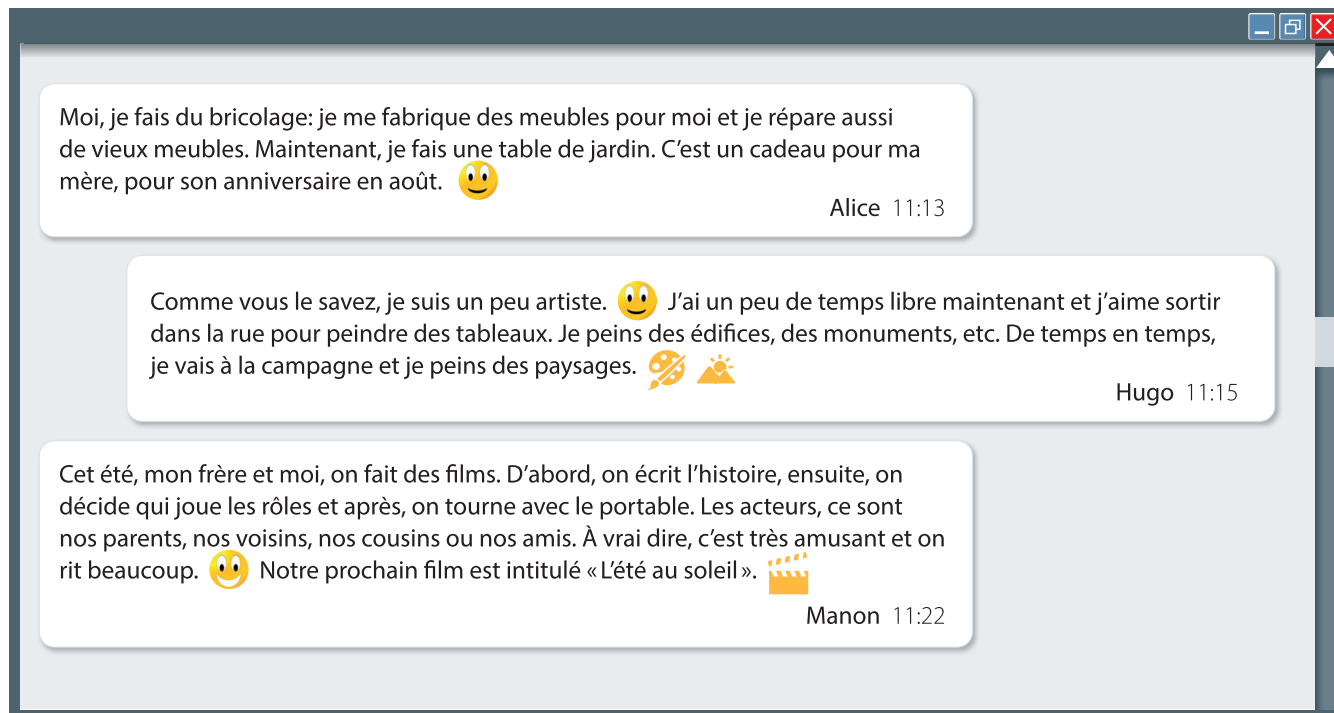 Moi, je fais du bricolage: je me fabrique des meubles pour moi et je répare aussi
de vieux meubles. Maintenant, je fais une table de jardin. C’est un cadeau pour ma
mère, pour son anniversaire en août.
Alice 11:13
Comme vous le savez, je suis un peu artiste. J’ai un peu de temps libre maintenant et j’aime sortir
dans la rue pour peindre des tableaux. Je peins des édifices, des monuments, etc. De temps en temps,
je vais à la campagne et je peins des paysages.
Hugo 11:15
Cet été, mon frère et moi, on fait des films. D’abord, on écrit l’histoire, ensuite, on
décide qui joue les rôles et après, on tourne avec le portable. Les acteurs, ce sont
nos parents, nos voisins, nos cousins ou nos amis. À vrai dire, c’est très amusant et on
rit beaucoup. Notre prochain film est intitulé «L’été au soleil».
Manon 11:22